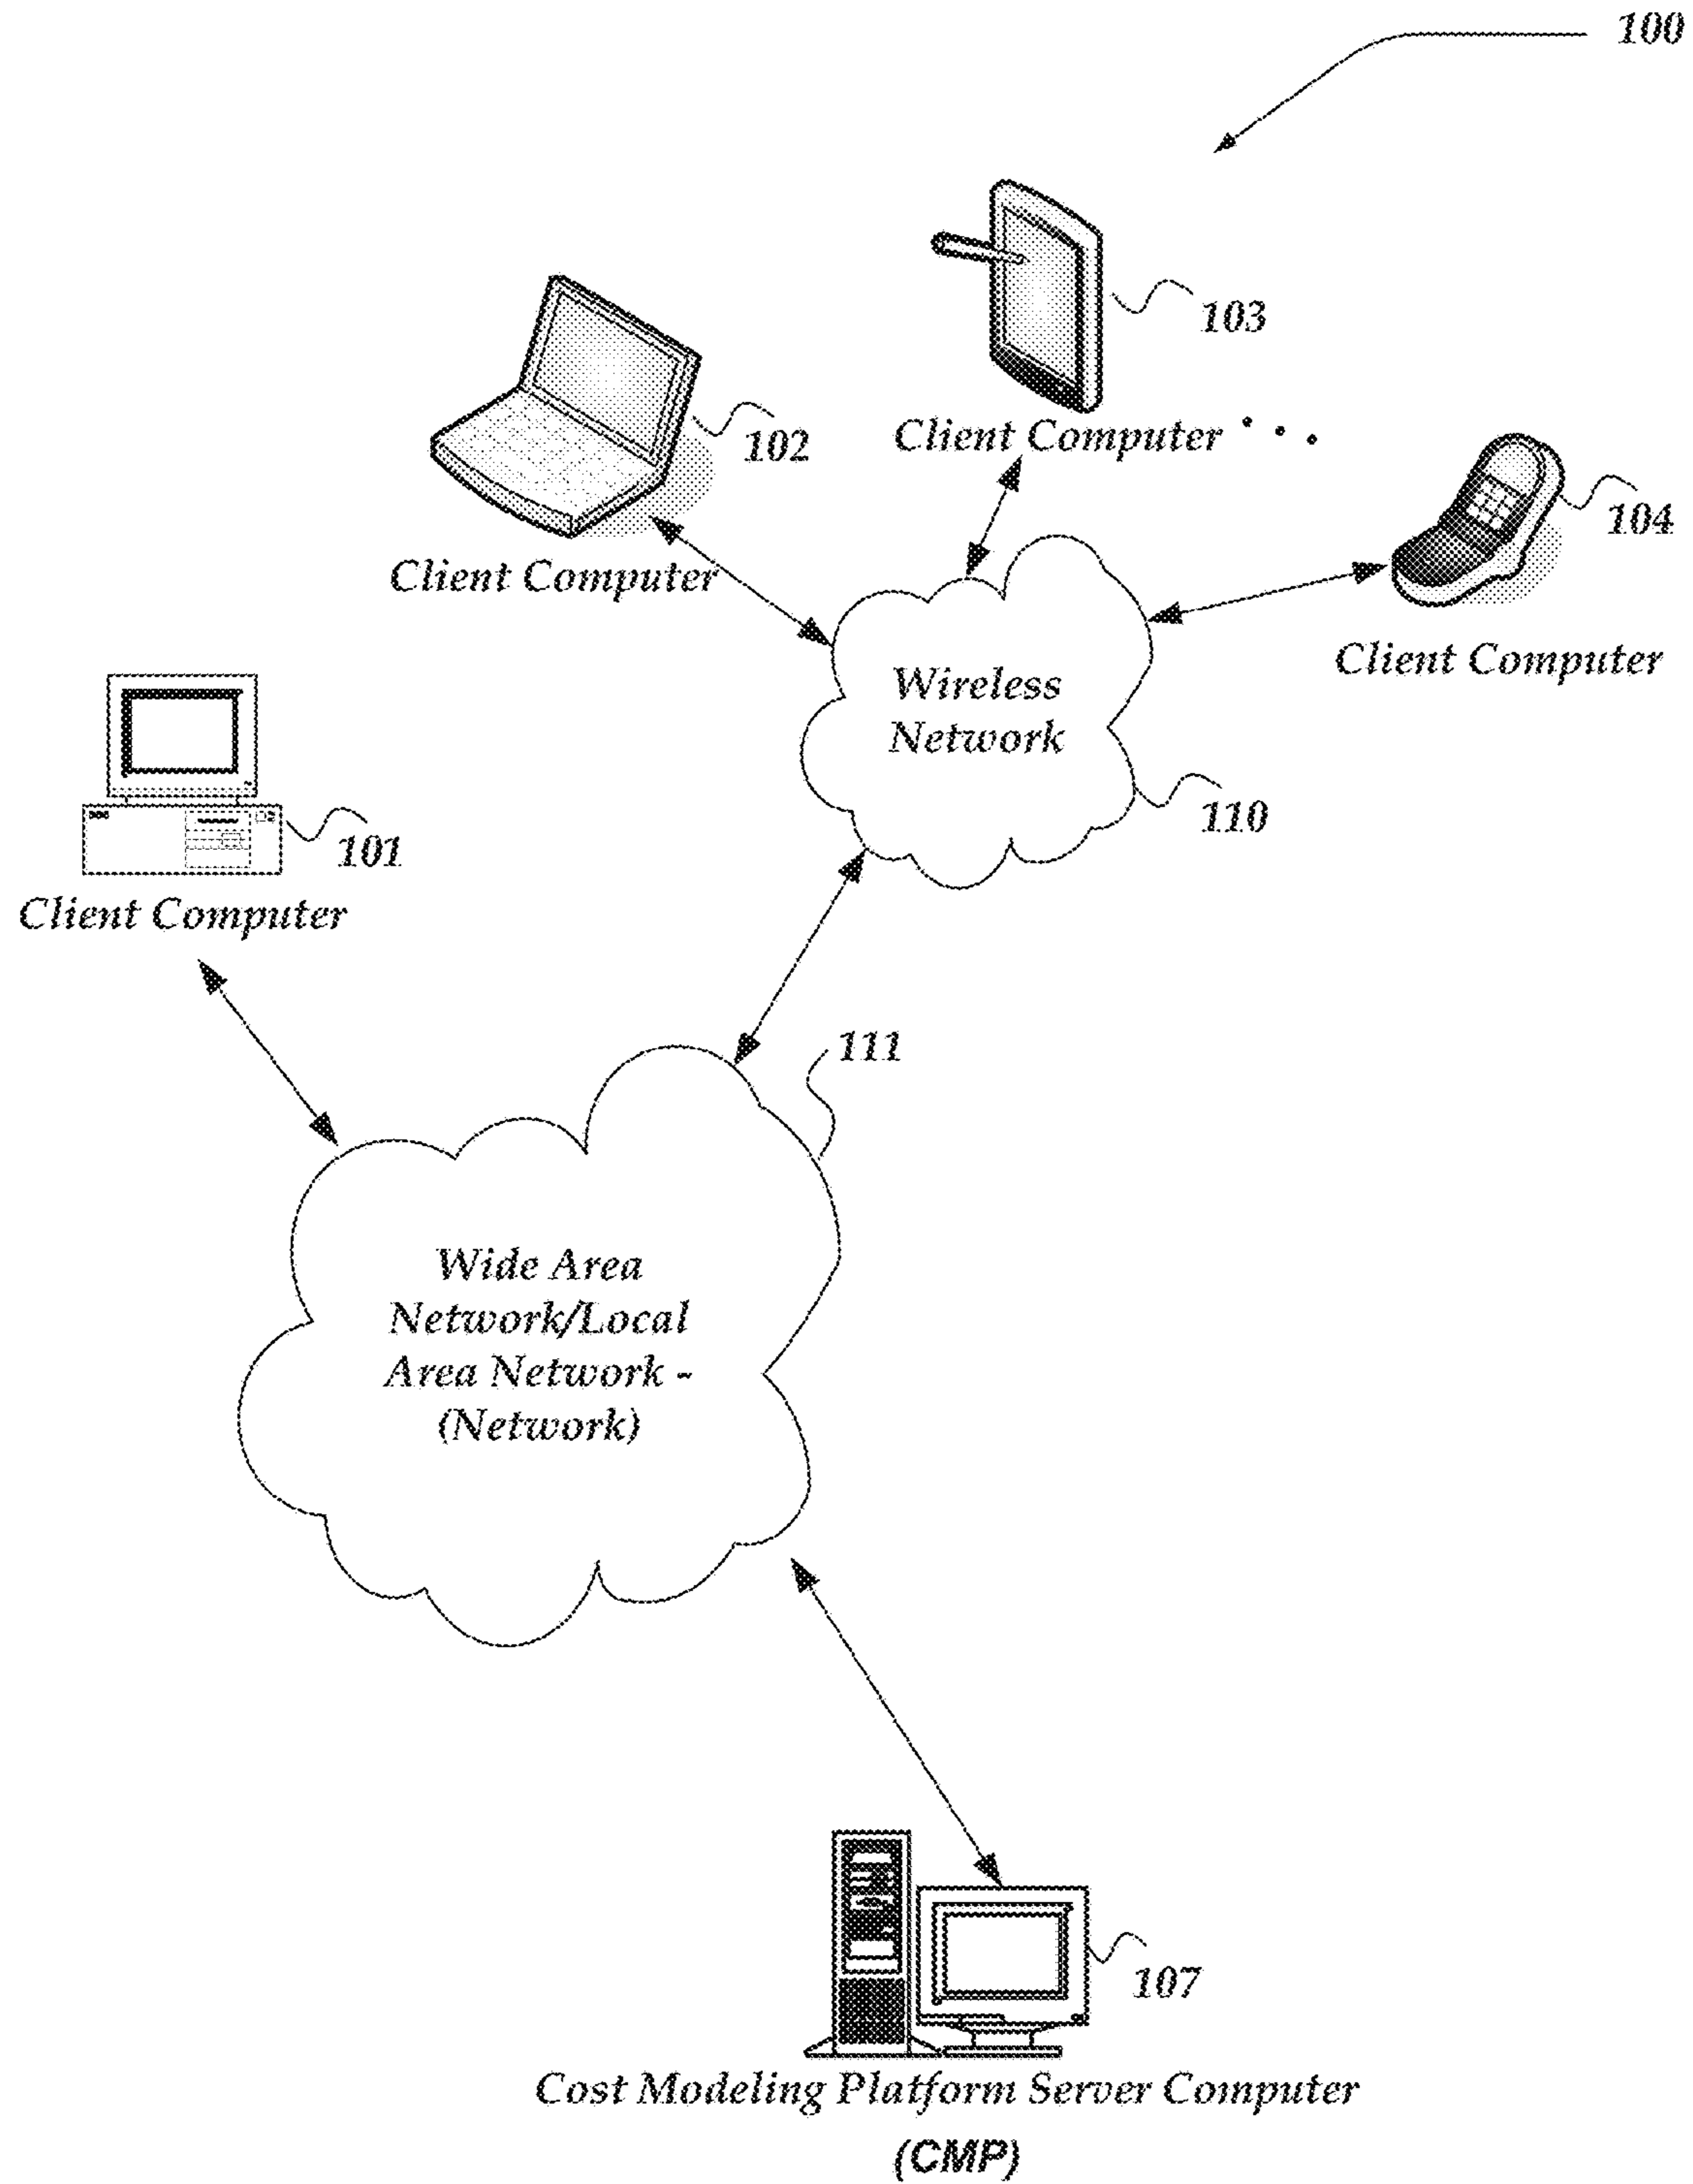 100
103
102
Client Computer
104
Client Computer
Client Computer
Wireless
Network
110
101
Client Computer
111
Wide Area
Network/Local
Area Network -
(Network)
107
Cost Modeling Platform Server Computer
(CMP)